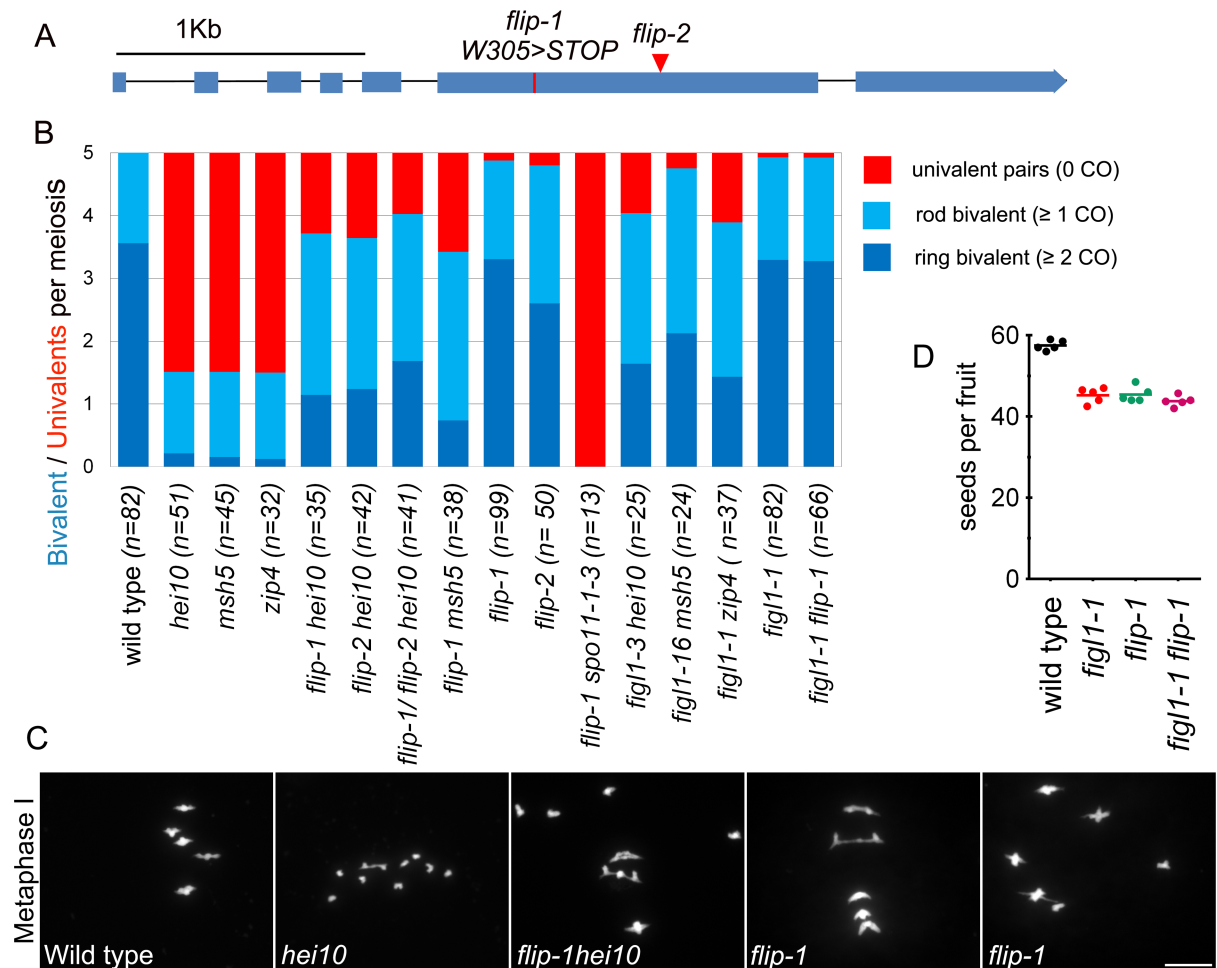 A
1Kb
flip-1
W305>STOP
flip-2
B
Bivalent / Univalents per meiosis
5
4
3
2
1
0
univalent pairs (0 CO)
rod bivalent (≥ 1 CO)
ring bivalent (≥ 2 CO)
wild type (n=82)
hei10 (n=51)
msh5 (n=45)
zip4 (n=32)
flip-1 hei10 (n=35)
flip-2 hei10 (n=42)
flip-1/ flip-2 hei10 (n=41)
flip-1 msh5 (n=38)
flip-1 (n=99)
flip-2 (n= 50)
flip-1 spo11-1-3 (n=13)
figl1-3 hei10 (n=25)
figl1-16 msh5 (n=24)
figl1-1 zip4 ( n=37)
figl1-1 (n=82)
figl1-1 flip-1 (n=66)
D
seeds per fruit
60
40
20
0
wild type
figl1-1
flip-1
figl1-1 flip-1
C
Metaphase I
Wild type
hei10
flip-1hei10
flip-1
flip-1